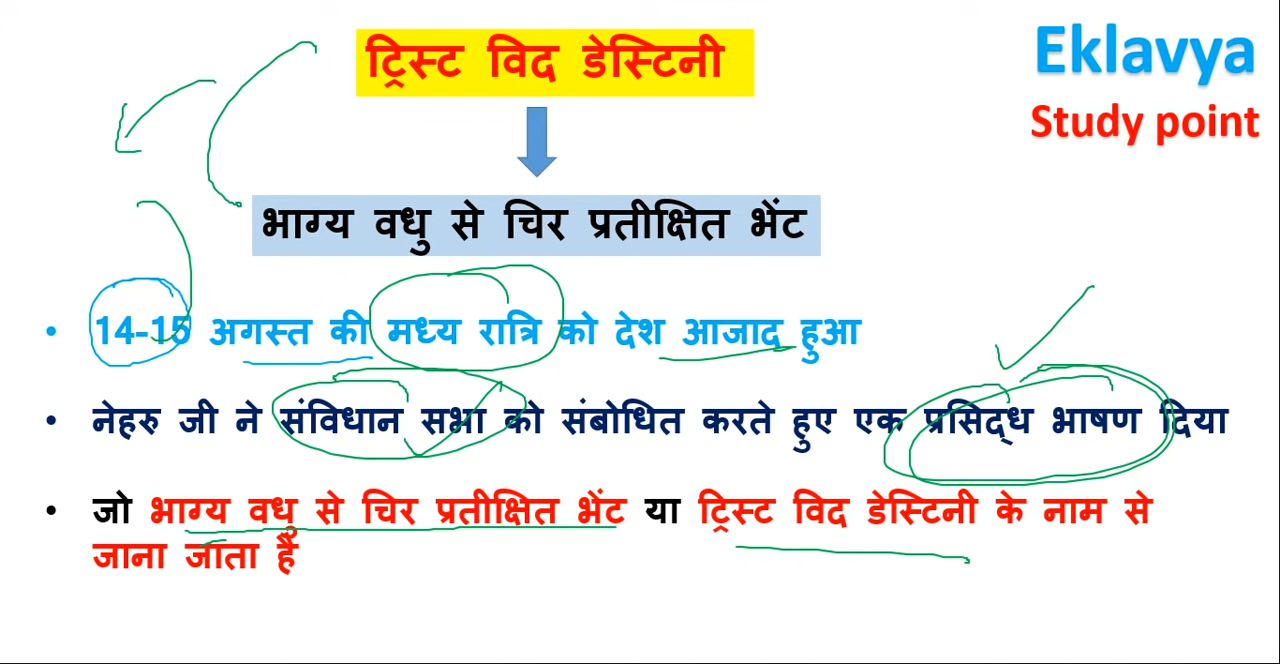 ट्रिस्ट विद डेस्टिनी
Eklavya
Study point
भाग्य वधु से चिर प्रतीक्षित भेंट
• 14-15 अगस्त की मध्य रात्रि को देश आजाद हुआ
• नेहरु जी ने संविधान सभा को संबोधित करते हुए एक प्रसिद्ध भाषण दिया
• जो भाग्य वधु से चिर प्रतीक्षित भेंट या ट्रिस्ट विद डेस्टिनी के नाम से
जाना जाता हैं